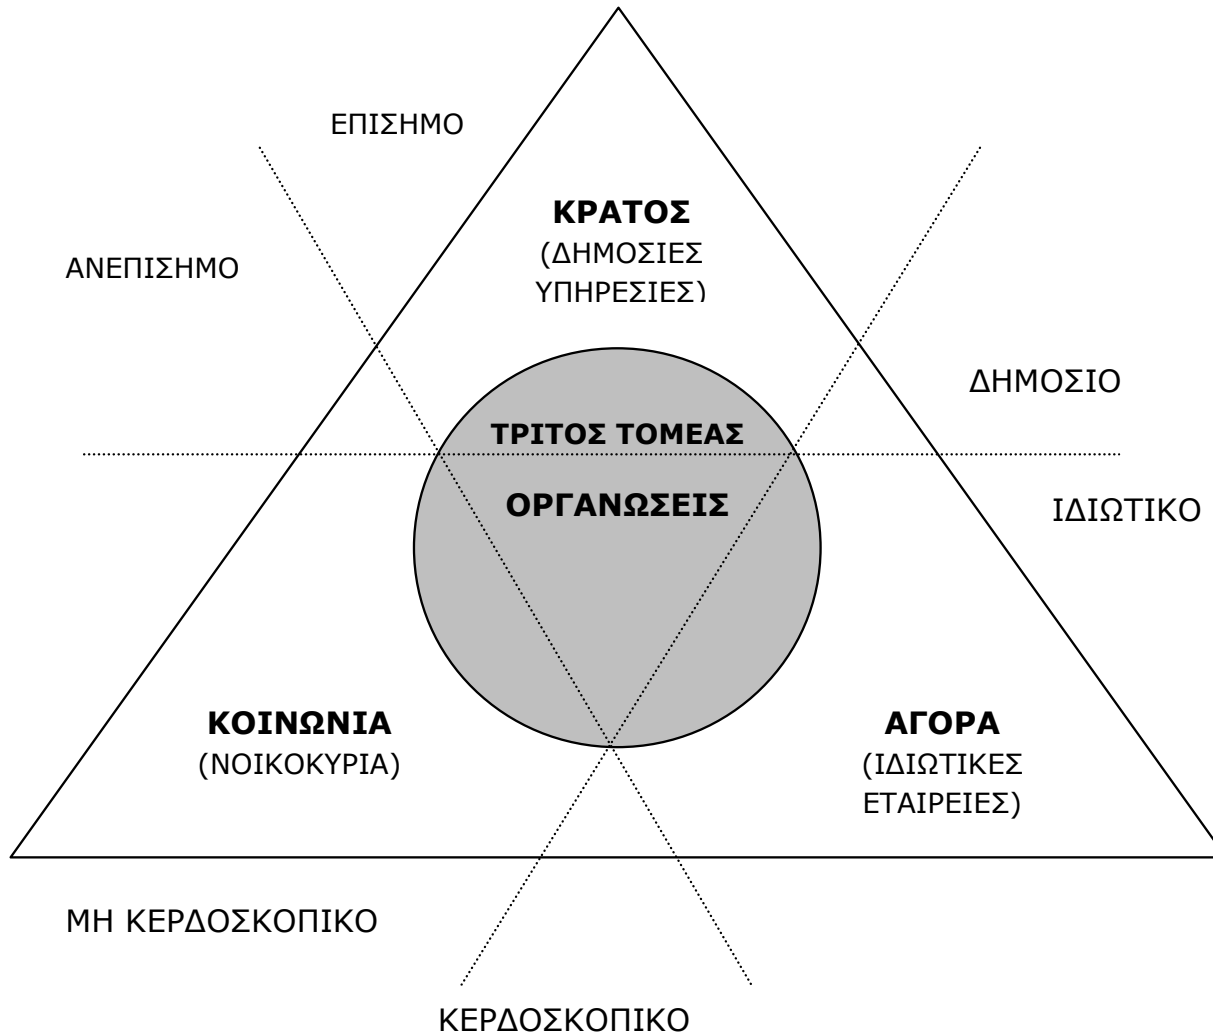 ΕΠΙΣΗΜΟ
ΚΡΑΤΟΣ
(ΔΗΜΟΣΙΕΣ
ΥΠΗΡΕΣΙΕΣ)
ΑΝΕΠΙΣΗΜΟ
ΔΗΜΟΣΙΟ
ΤΡΙΤΟΣ ΤΟΜΕΑΣ
ΟΡΓΑΝΩΣΕΙΣ
ΙΔΙΩΤΙΚΟ
ΚΟΙΝΩΝΙΑ
(ΝΟΙΚΟΚΥΡΙΑ)
ΑΓΟΡΑ
(ΙΔΙΩΤΙΚΕΣ
ΕΤΑΙΡΕΙΕΣ)
ΜΗ ΚΕΡΔΟΣΚΟΠΙΚΟ
ΚΕΡΔΟΣΚΟΠΙΚΟ